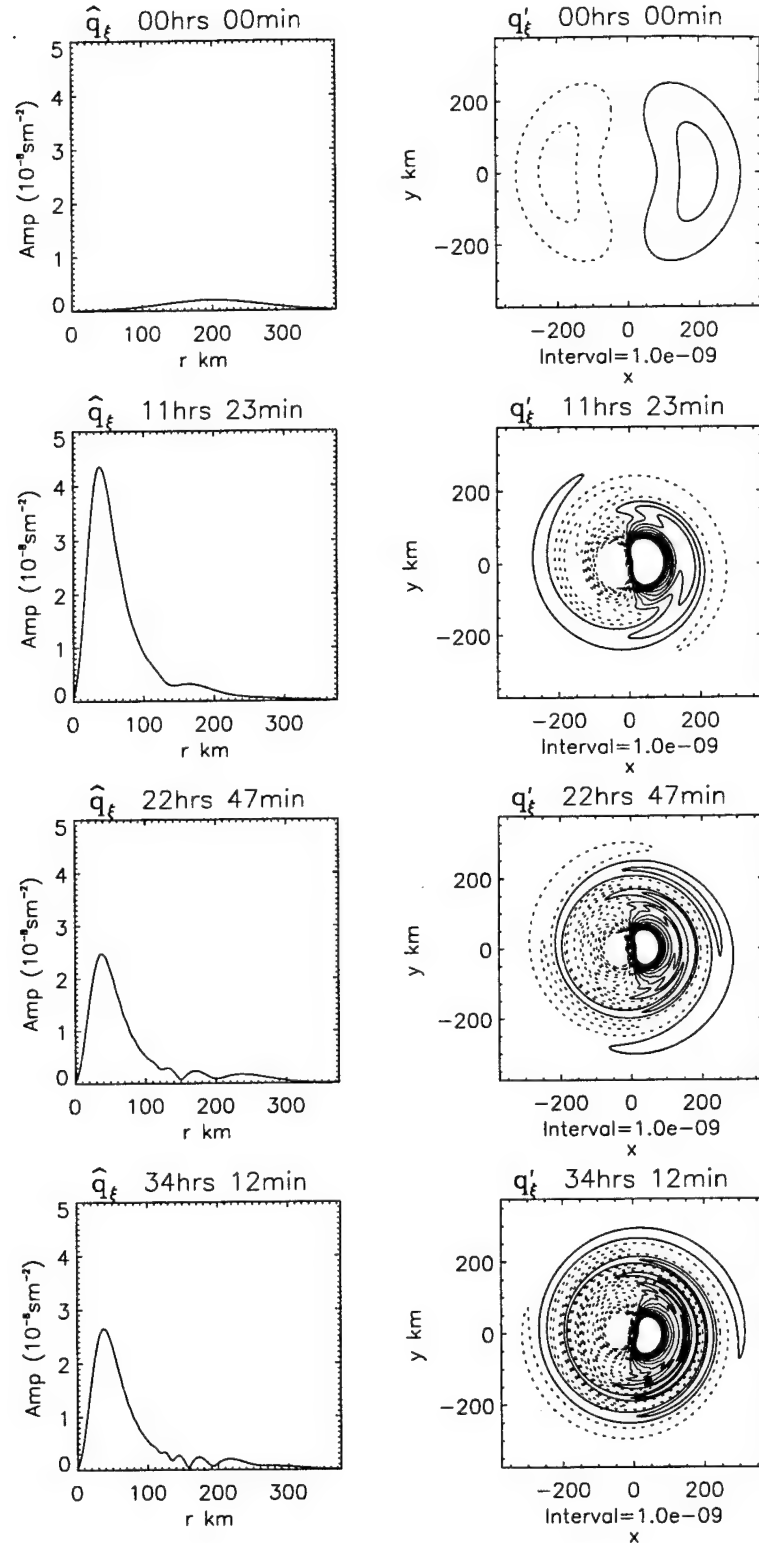 q̂ξ 00hrs 00min
Amp (10⁻⁸sm⁻²)
5
4
3
2
1
0
0 100 200 300
r km
q′ξ 00hrs 00min
y km
200
0
−200
−200 0 200
Interval=1.0e−09
x
q̂ξ 11hrs 23min
Amp (10⁻⁸sm⁻²)
5
4
3
2
1
0
0 100 200 300
r km
q′ξ 11hrs 23min
y km
200
0
−200
−200 0 200
Interval=1.0e−09
x
q̂ξ 22hrs 47min
Amp (10⁻⁸sm⁻²)
5
4
3
2
1
0
0 100 200 300
r km
q′ξ 22hrs 47min
y km
200
0
−200
−200 0 200
Interval=1.0e−09
x
q̂ξ 34hrs 12min
Amp (10⁻⁸sm⁻²)
5
4
3
2
1
0
0 100 200 300
r km
q′ξ 34hrs 12min
y km
200
0
−200
−200 0 200
Interval=1.0e−09
x